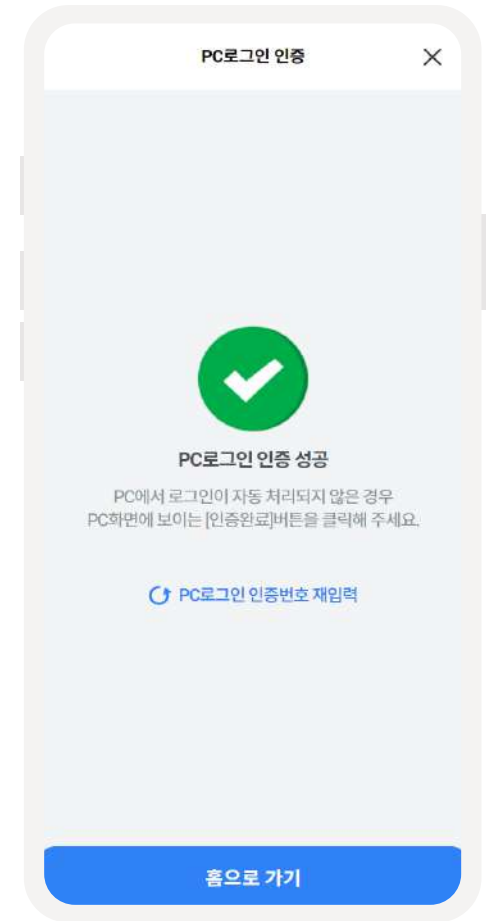 PC로그인 인증
PC로그인 인증 성공
PC에서 로그인이 자동 처리되지 않은 경우
PC화면에 보이는 [인증완료]버튼을 클릭해 주세요.
PC로그인 인증번호 재입력
홈으로 가기